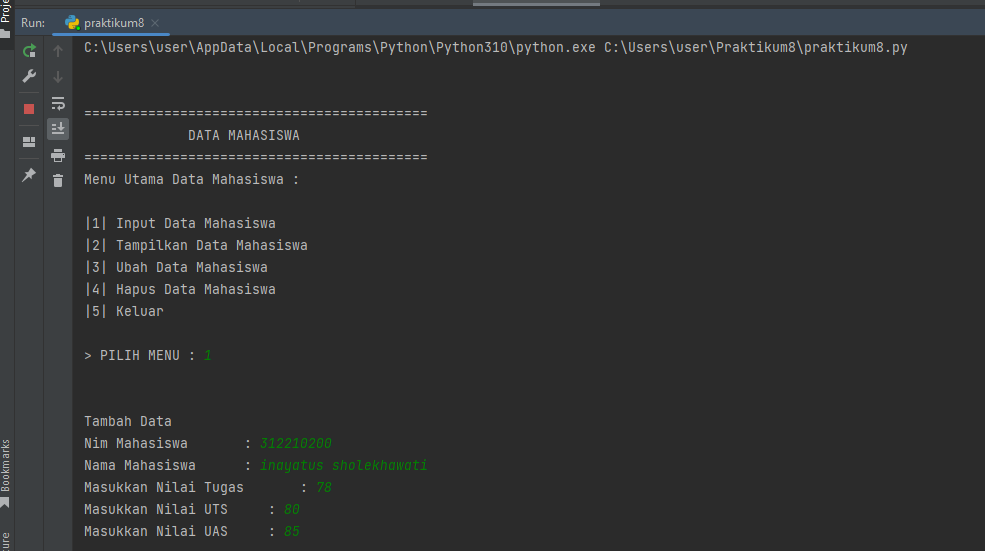 Proje
Run: praktikum8
C:\Users\user\AppData\Local\Programs\Python\Python310\python.exe C:\Users\user\Praktikum8\praktikum8.py
===========================================
DATA MAHASISWA
===========================================
Menu Utama Data Mahasiswa :
|1| Input Data Mahasiswa
|2| Tampilkan Data Mahasiswa
|3| Ubah Data Mahasiswa
|4| Hapus Data Mahasiswa
|5| Keluar
> PILIH MENU : 1
Tambah Data
Nim Mahasiswa : 312210200
Nama Mahasiswa : inayatus sholekhawati
Masukkan Nilai Tugas : 78
Masukkan Nilai UTS : 80
Masukkan Nilai UAS : 85
Bookmarks
ure